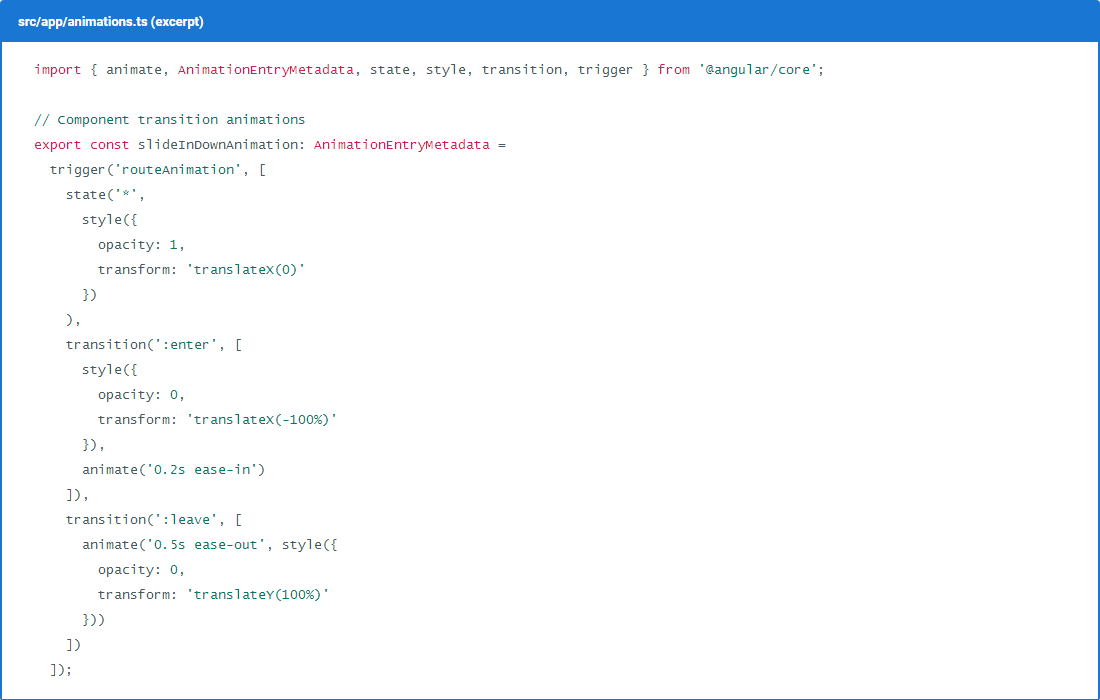 src/app/animations.ts (excerpt)
import { animate, AnimationEntryMetadata, state, style, transition, trigger } from '@angular/core';
// Component transition animations
export const slideInDownAnimation: AnimationEntryMetadata =
  trigger('routeAnimation', [
    state('*',
      style({
        opacity: 1,
        transform: 'translateX(0)'
      })
    ),
    transition(':enter', [
      style({
        opacity: 0,
        transform: 'translateX(-100%)'
      }),
      animate('0.2s ease-in')
    ]),
    transition(':leave', [
      animate('0.5s ease-out', style({
        opacity: 0,
        transform: 'translateY(100%)'
      }))
    ])
  ]);